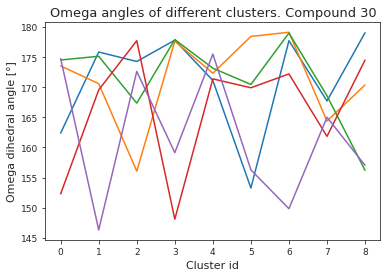 Omega angles of different clusters. Compound 30
180
175
170
165
160
155
150
145
Omega dihedral angle [°]
0 1 2 3 4 5 6 7 8
Cluster id